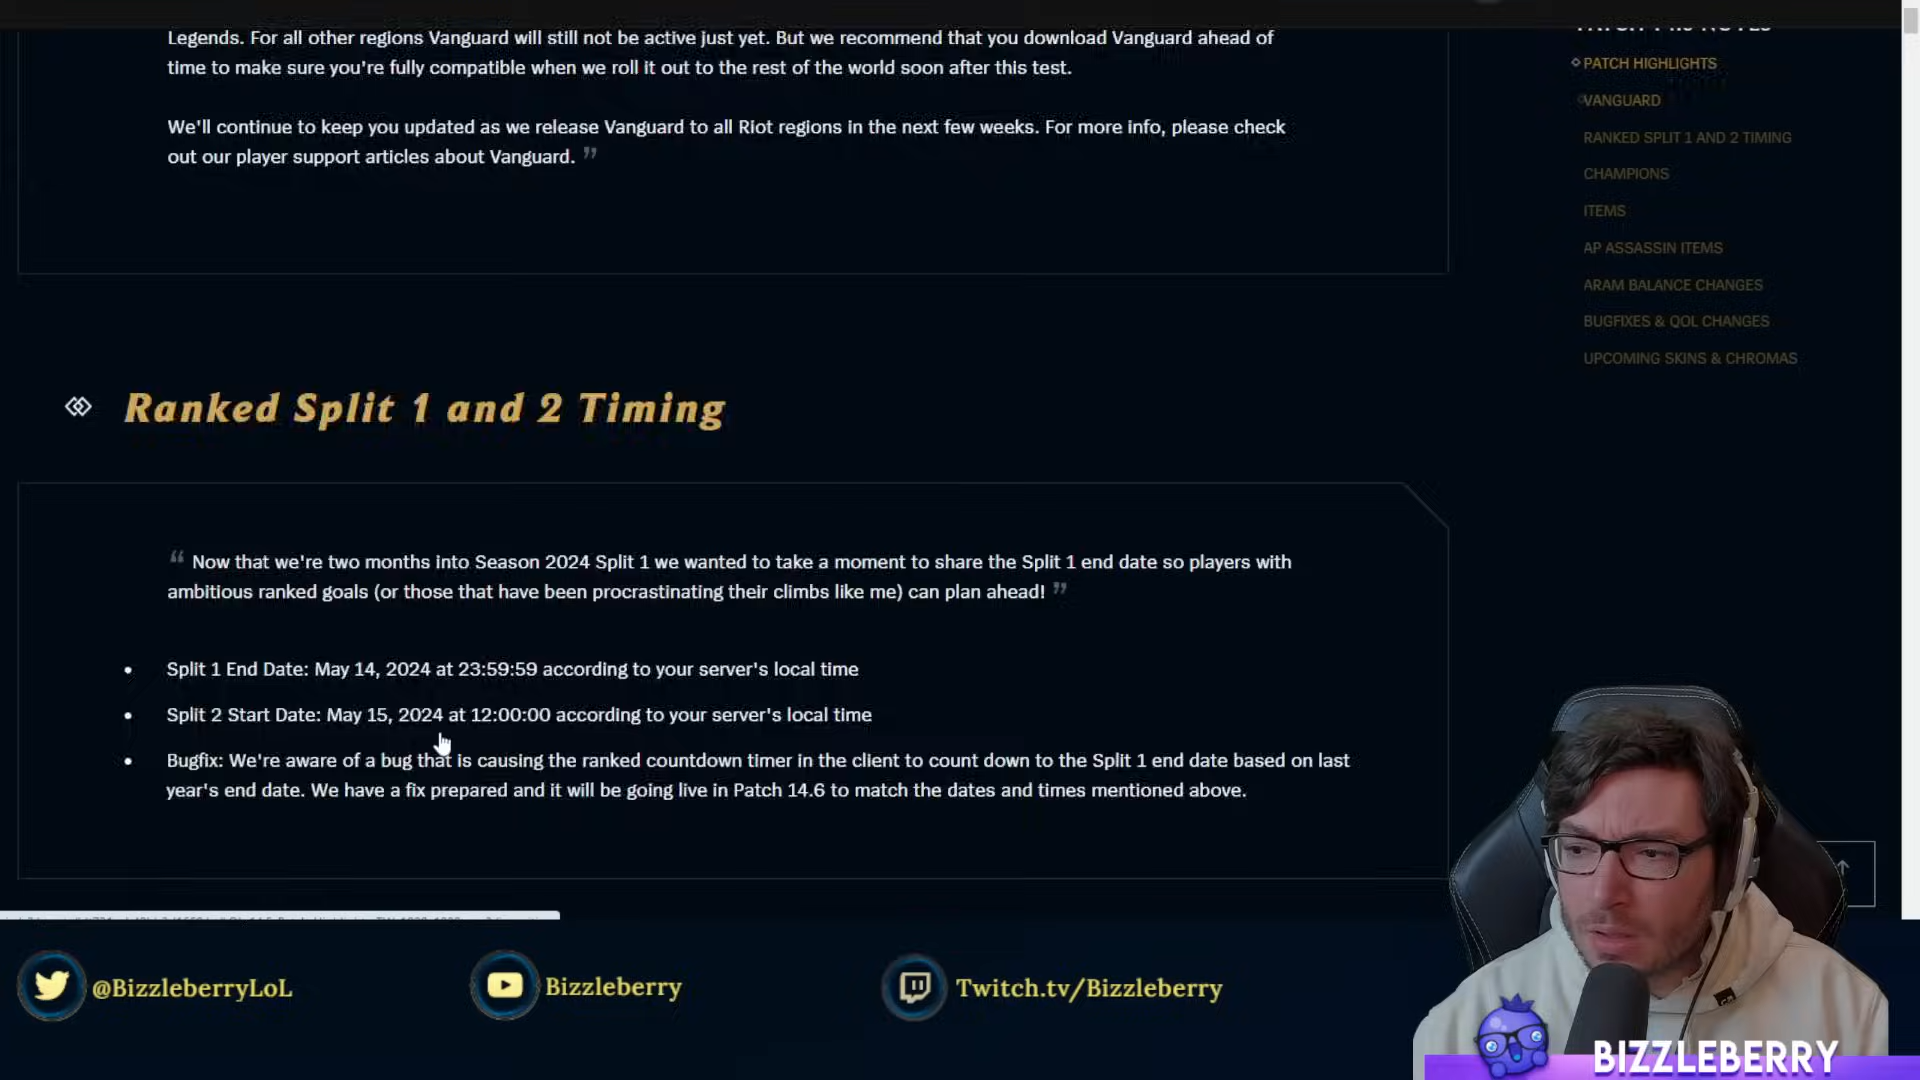 Legends. For all other regions Vanguard will still not be active just yet. But we recommend that you download Vanguard ahead of
time to make sure you're fully compatible when we roll it out to the rest of the world soon after this test.
We'll continue to keep you updated as we release Vanguard to all Riot regions in the next few weeks. For more info, please check
out our player support articles about Vanguard. ”
PATCH HIGHLIGHTS
VANGUARD
RANKED SPLIT 1 AND 2 TIMING
CHAMPIONS
ITEMS
AP ASSASSIN ITEMS
ARAM BALANCE CHANGES
BUGFIXES & QOL CHANGES
UPCOMING SKINS & CHROMAS
Ranked Split 1 and 2 Timing
“ Now that we're two months into Season 2024 Split 1 we wanted to take a moment to share the Split 1 end date so players with
ambitious ranked goals (or those that have been procrastinating their climbs like me) can plan ahead! ”
• Split 1 End Date: May 14, 2024 at 23:59:59 according to your server's local time
• Split 2 Start Date: May 15, 2024 at 12:00:00 according to your server's local time
• Bugfix: We're aware of a bug that is causing the ranked countdown timer in the client to count down to the Split 1 end date based on last
year's end date. We have a fix prepared and it will be going live in Patch 14.6 to match the dates and times mentioned above.
@BizzleberryLoL
Bizzleberry
Twitch.tv/Bizzleberry
BIZZLEBERRY